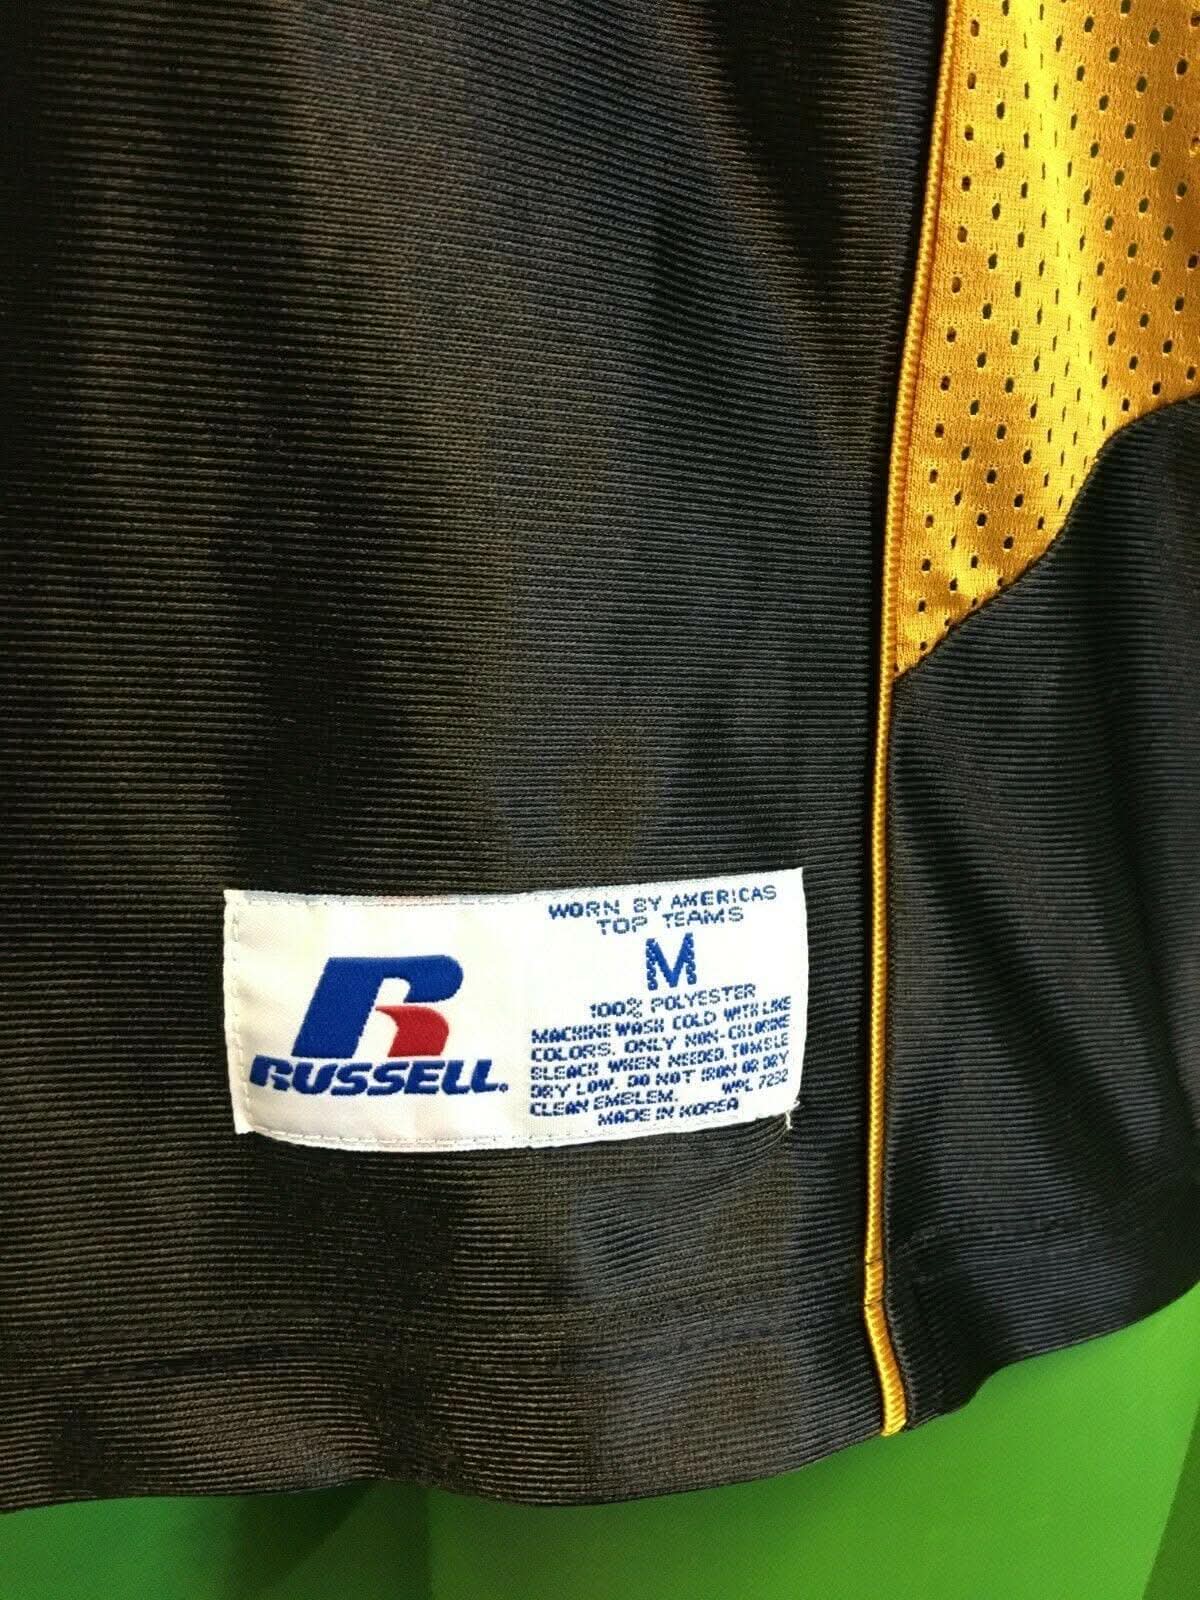 RUSSELL.
WORN BY AMERICAS
TOP TEAMS
M
100% POLYESTER
MACHINE WASH COLD WITH LIKE
COLORS. ONLY NON-CHLORINE
BLEACH WHEN NEEDED. TUMBLE
DRY LOW. DO NOT IRON OR DRY
CLEAN EMBLEM. WPL 7292
MADE IN KOREA